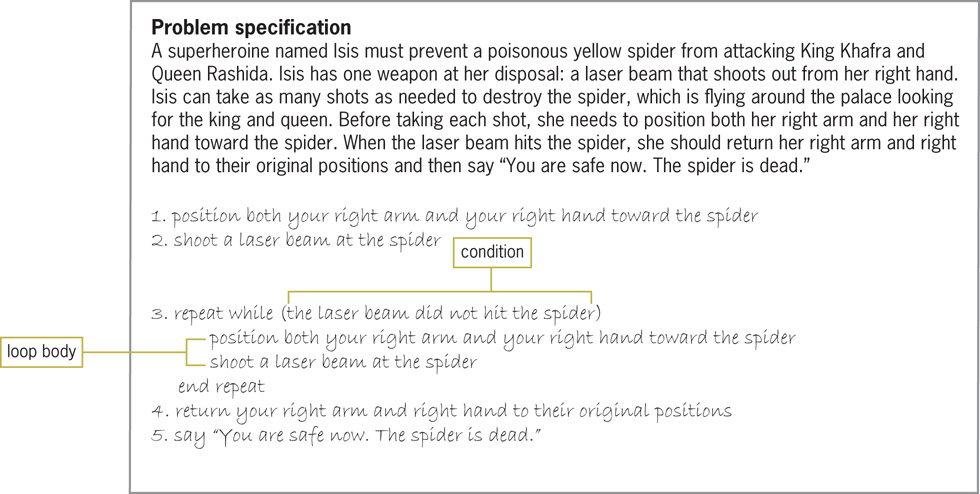 Problem specification
A superheroine named Isis must prevent a poisonous yellow spider from attacking King Khafra and
Queen Rashida. Isis has one weapon at her disposal: a laser beam that shoots out from her right hand.
Isis can take as many shots as needed to destroy the spider, which is flying around the palace looking
for the king and queen. Before taking each shot, she needs to position both her right arm and her right
hand toward the spider. When the laser beam hits the spider, she should return her right arm and right
hand to their original positions and then say “You are safe now. The spider is dead.”
1. position both your right arm and your right hand toward the spider
2. shoot a laser beam at the spider
condition
3. repeat while (the laser beam did not hit the spider)
position both your right arm and your right hand toward the spider
loop body
shoot a laser beam at the spider
end repeat
4. return your right arm and right hand to their original positions
5. say “You are safe now. The spider is dead.”